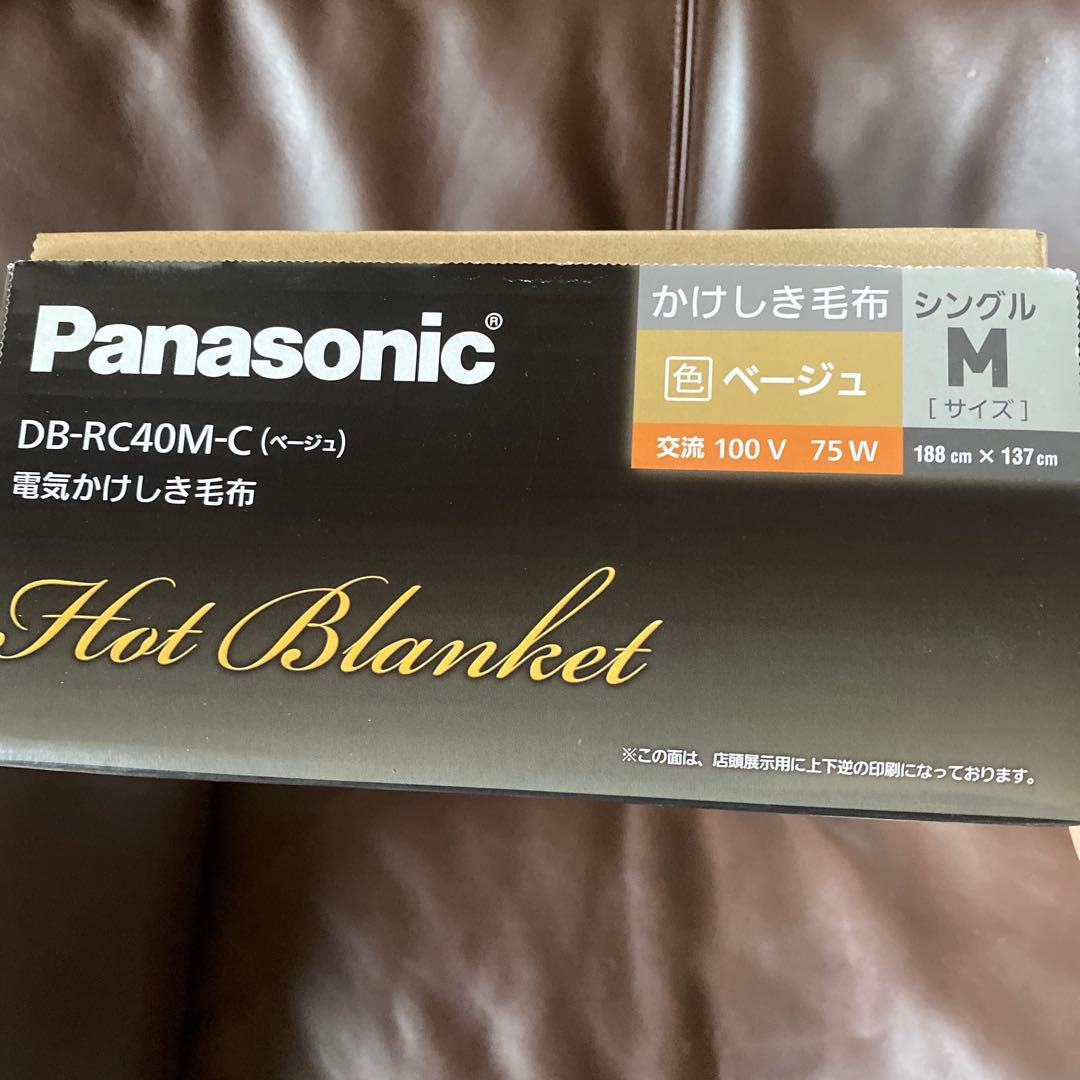 Panasonic®
DB-RC40M-C (ベージュ)
電気かけしき毛布
かけしき毛布
色 ベージュ
交流 100 V 75 W
シングル
M
[ サイズ ]
188 cm × 137 cm
Hot Blanket
※この面は、店頭展示用に上下逆の印刷になっております。